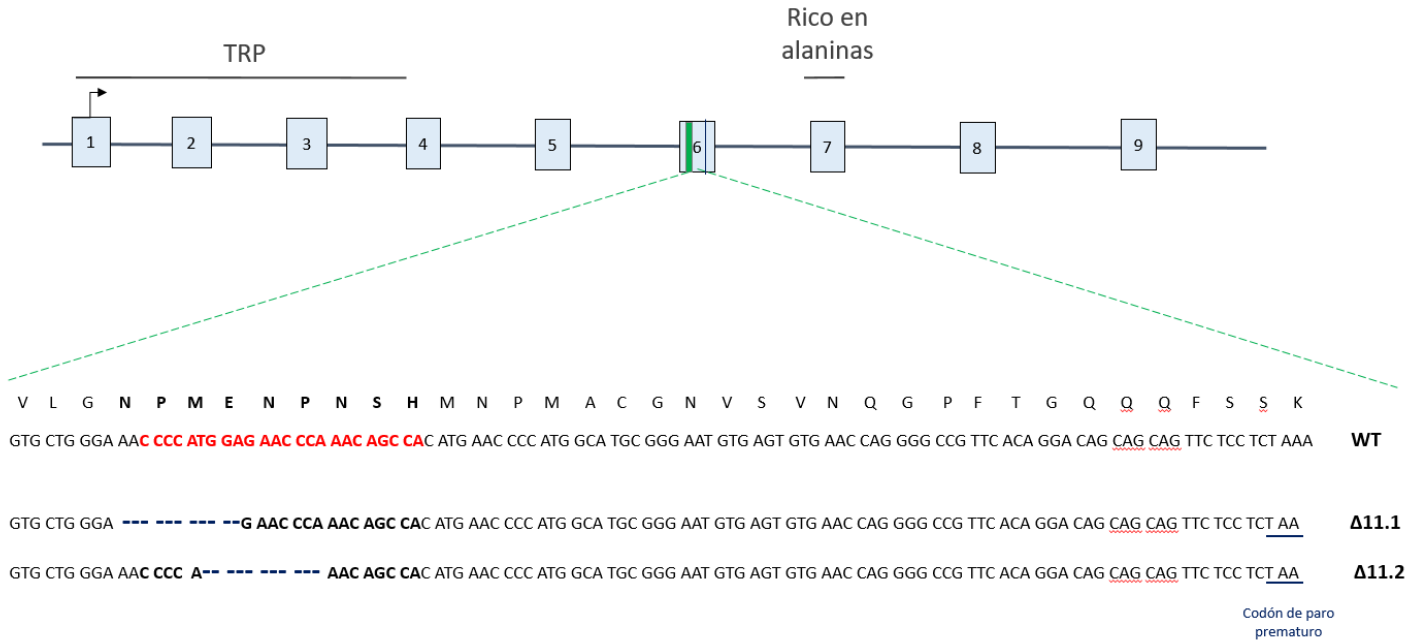 TRP
Rico en
alaninas
1 2 3 4 5 6 7 8 9
V L G N P M E N P N S H M N P M A C G N V S V N Q G P F T G Q Q Q F S S K
GTG CTG GGA AAC CCC ATG GAG AACC CCA AAC AGC CAC ATG AAC CCC ATG GCA TGC GGG AAT GTG AGT GTG AAC CAG GGG CCG TTC ACA GGA CAG CAG CAG TTC TCC TCT AAA WT
GTG CTG GGA --- --- --- --G AACC CCA AAC AGC CAC ATG AAC CCC ATG GCA TGC GGG AAT GTG AGT GTG AAC CAG GGG CCG TTC ACA GGA CAG CAG CAG TTC TCC TCT AA Δ11.1
GTG CTG GGA AAC CCC A-- --- --- --- AAC AGC CAC ATG AAC CCC ATG GCA TGC GGG AAT GTG AGT GTG AAC CAG GGG CCG TTC ACA GGA CAG CAG CAG TTC TCC TCT AA Δ11.2
Codón de paro
prematuro